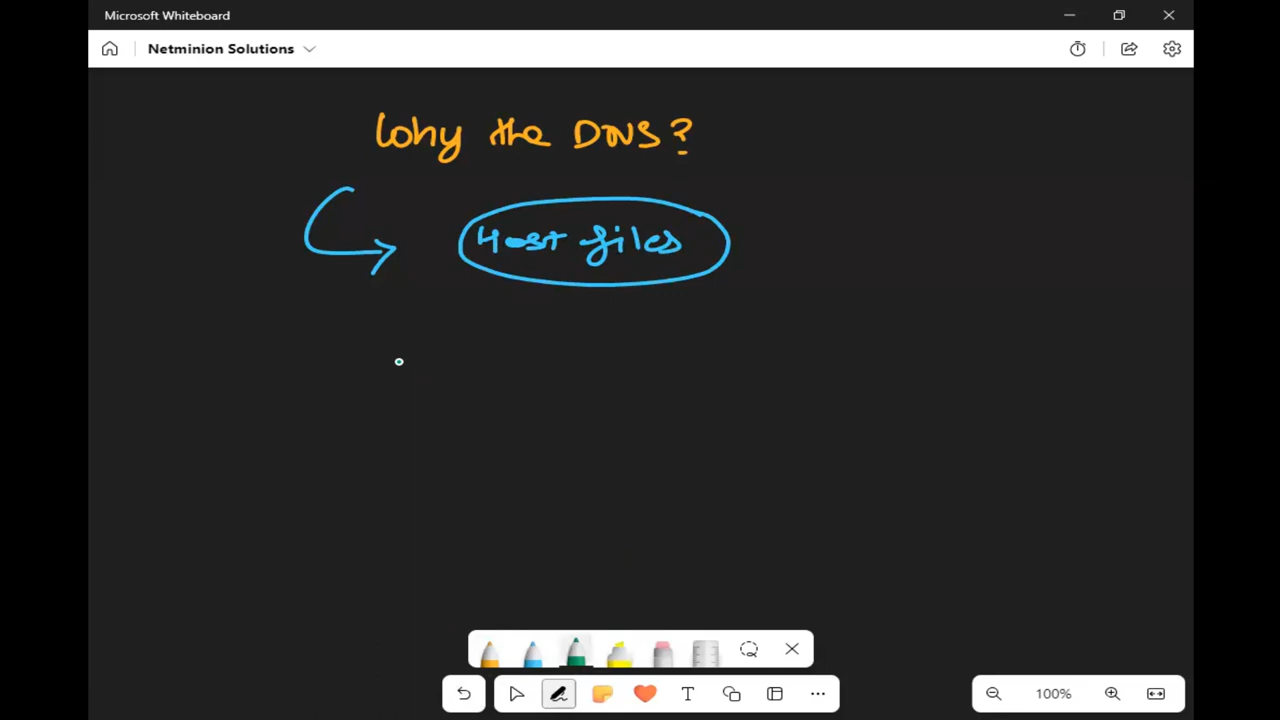 Microsoft Whiteboard
Netminion Solutions
Why the DNS?
Host files
100%